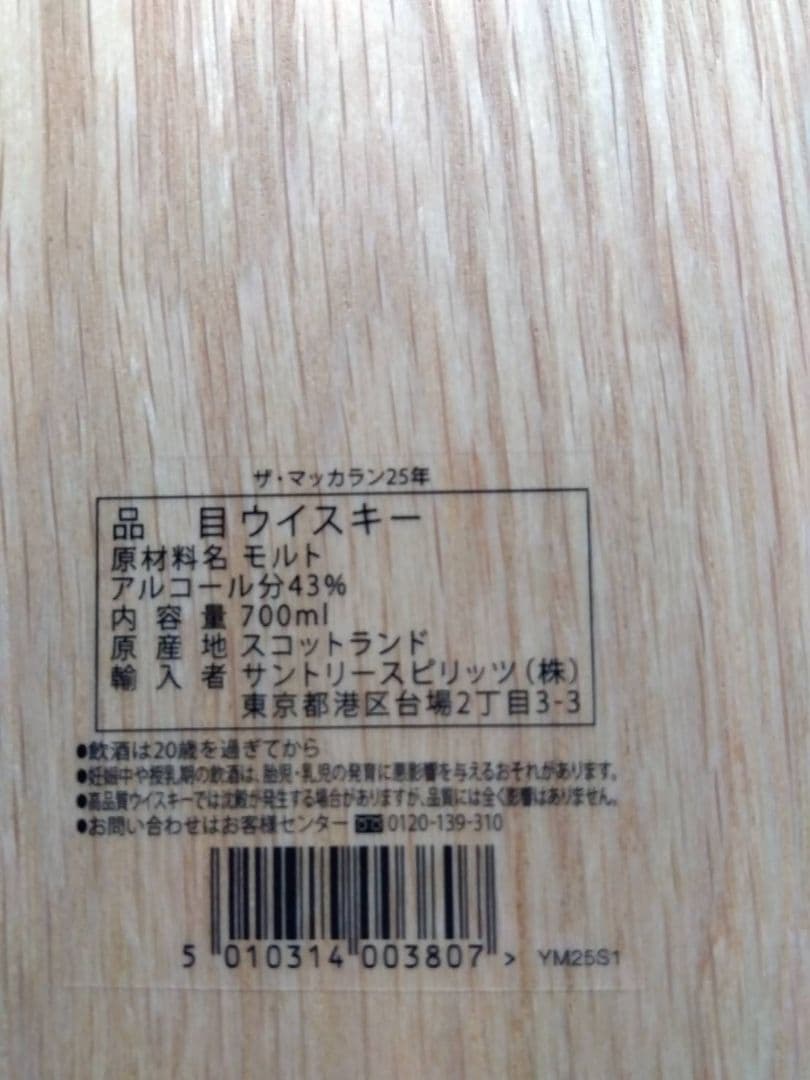 ザ・マッカラン25年
品目 ウイスキー
原材料名 モルト
アルコール分43%
内容量 700ml
原産地 スコットランド
輸入者 サントリースピリッツ(株)
東京都港区台場2丁目3-3
●飲酒は20歳を過ぎてから
●妊娠中や授乳期の飲酒は、胎児・乳児の発育に悪影響を与えるおそれがあります。
●高品質ウイスキーでは沈殿が発生する場合がありますが、品質には全く影響はありません。
●お問い合わせはお客様センター 0120-139-310
5 010314 003807 > YM25S1